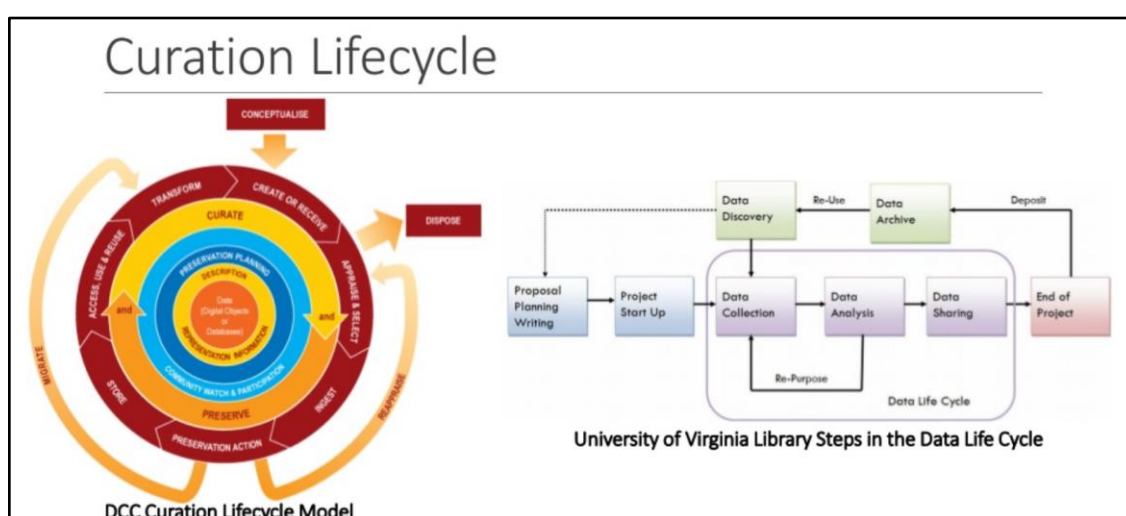 Curation Lifecycle
CONCEPTUALISE
TRANSFORM
CREATE OR RECEIVE
DISPOSE
CURATE
ACCESS, USE & REUSE
PRESERVATION PLANNING
APPRAISE & SELECT
DESCRIPTION
Data
(Digital Objects
or
Databases)
and
and
REPRESENTATION INFORMATION
COMMUNITY WATCH & PARTICIPATION
MIGRATE
STORE
INGEST
REAPPRAISE
PRESERVE
PRESERVATION ACTION
DCC Curation Lifecycle Model
Data
Discovery
Re-Use
Data
Archive
Deposit
Proposal
Planning
Writing
Project
Start Up
Data
Collection
Data
Analysis
Data
Sharing
End of
Project
Re-Purpose
Data Life Cycle
University of Virginia Library Steps in the Data Life Cycle